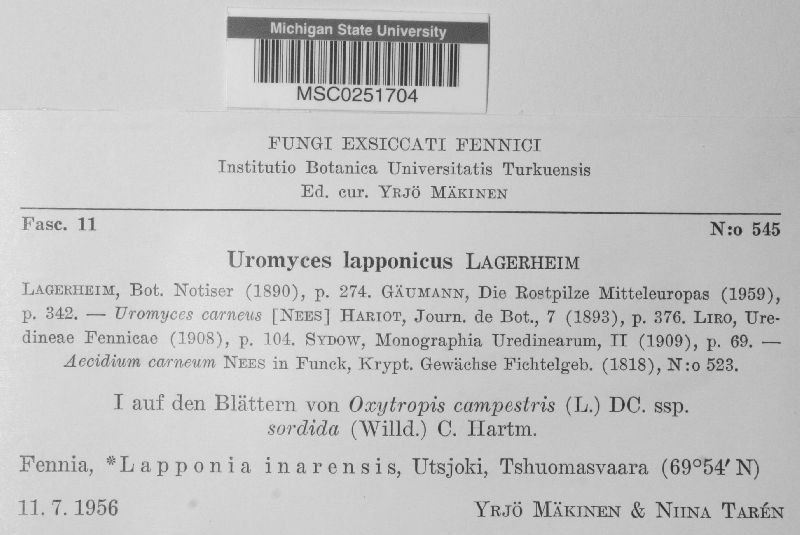 Michigan State University
MSC0251704
FUNGI EXSICCATI FENNICI
Institutio Botanica Universitatis Turkuensis
Ed. cur. YRJÖ MÄKINEN
Fasc. 11 N:o 545
Uromyces lapponicus LAGERHEIM
LAGERHEIM, Bot. Notiser (1890), p. 274. GÄUMANN, Die Rostpilze Mitteleuropas (1959),
p. 342. — Uromyces carneus [NEES] HARIOT, Journ. de Bot., 7 (1893), p. 376. LIRO, Ure-
dineae Fennicae (1908), p. 104. SYDOW, Monographia Uredinearum, II (1909), p. 69. —
Aecidium carneum NEES in Funck, Krypt. Gewächse Fichtelgeb. (1818), N:o 523.
I auf den Blättern von Oxytropis campestris (L.) DC. ssp.
sordida (Willd.) C. Hartm.
Fennia, *Lapponia inarensis, Utsjoki, Tshuomasvaara (69°54′ N)
11. 7. 1956 YRJÖ MÄKINEN & NIINA TARÉN